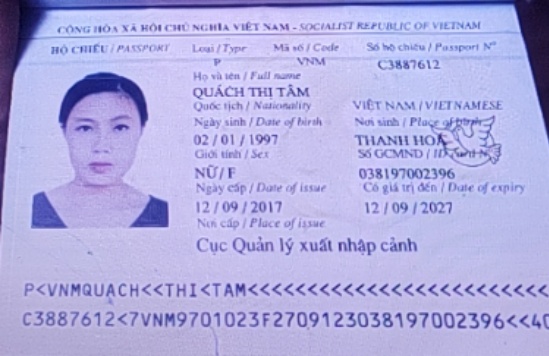 CỘNG HÒA XÃ HỘI CHỦ NGHĨA VIỆT NAM - SOCIALIST REPUBLIC OF VIETNAM
HỘ CHIẾU / PASSPORT Loại / Type Mã số / Code Số hộ chiếu / Passport Nº
P VNM C3887612
Họ và tên / Full name
QUÁCH THỊ TÂM
Quốc tịch / Nationality VIỆT NAM / VIETNAMESE
Ngày sinh / Date of birth Nơi sinh / Place of birth
02 / 01 / 1997 THANH HOÁ
Giới tính / Sex Số GCMND / ID card Nº
NỮ / F 038197002396
Ngày cấp / Date of issue Có giá trị đến / Date of expiry
12 / 09 / 2017 12 / 09 / 2027
Nơi cấp / Place of issue
Cục Quản lý xuất nhập cảnh
P<VNMQUACH<<THI<TAM<<<<<<<<<<<<<<<<<<<<<<<<<
C3887612<7VNM9701023F2709123038197002396<<40